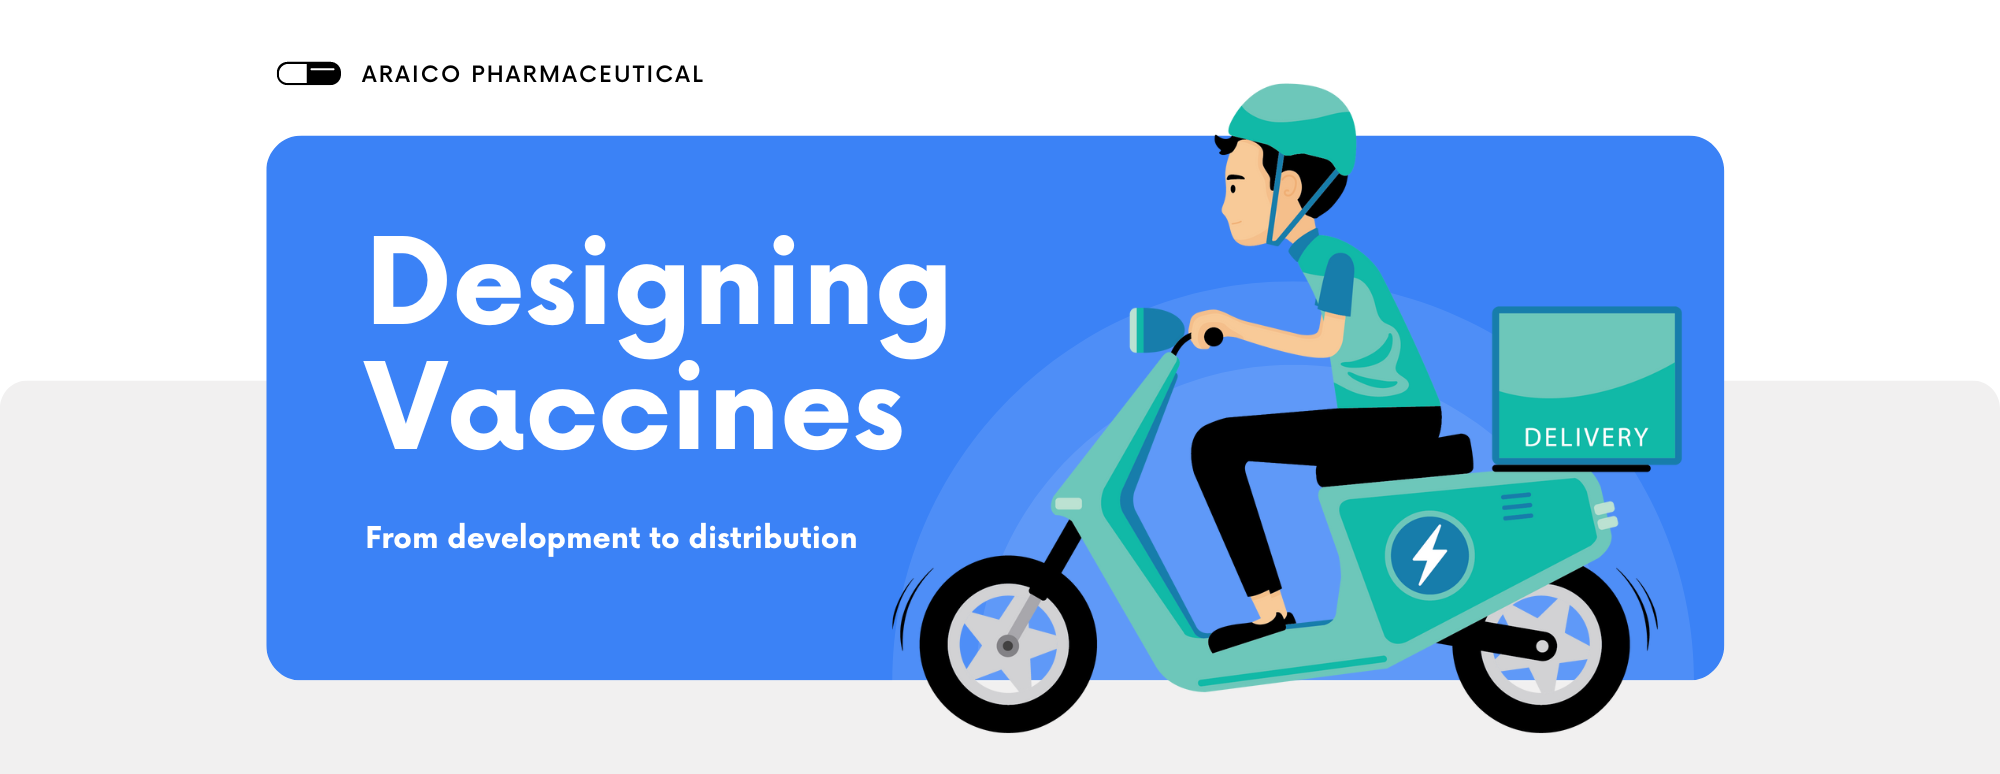 ARAICO PHARMACEUTICAL
Designing
Vaccines
From development to distribution
DELIVERY